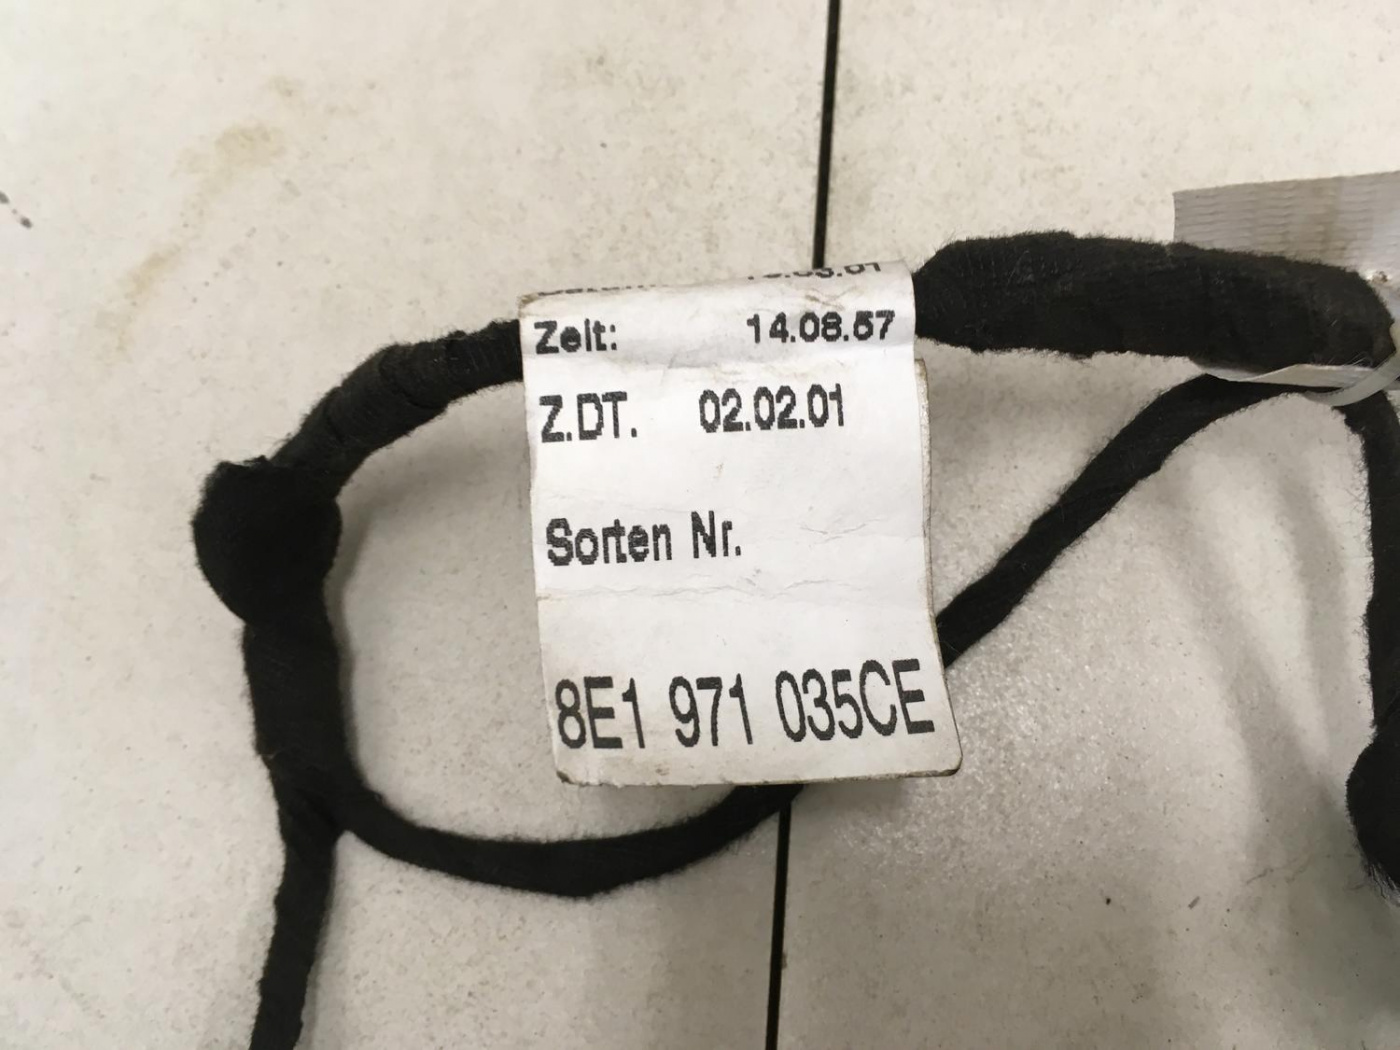 Zeit: 14.08.57
Z.DT. 02.02.01
Sorten Nr.
8E1 971 035CE